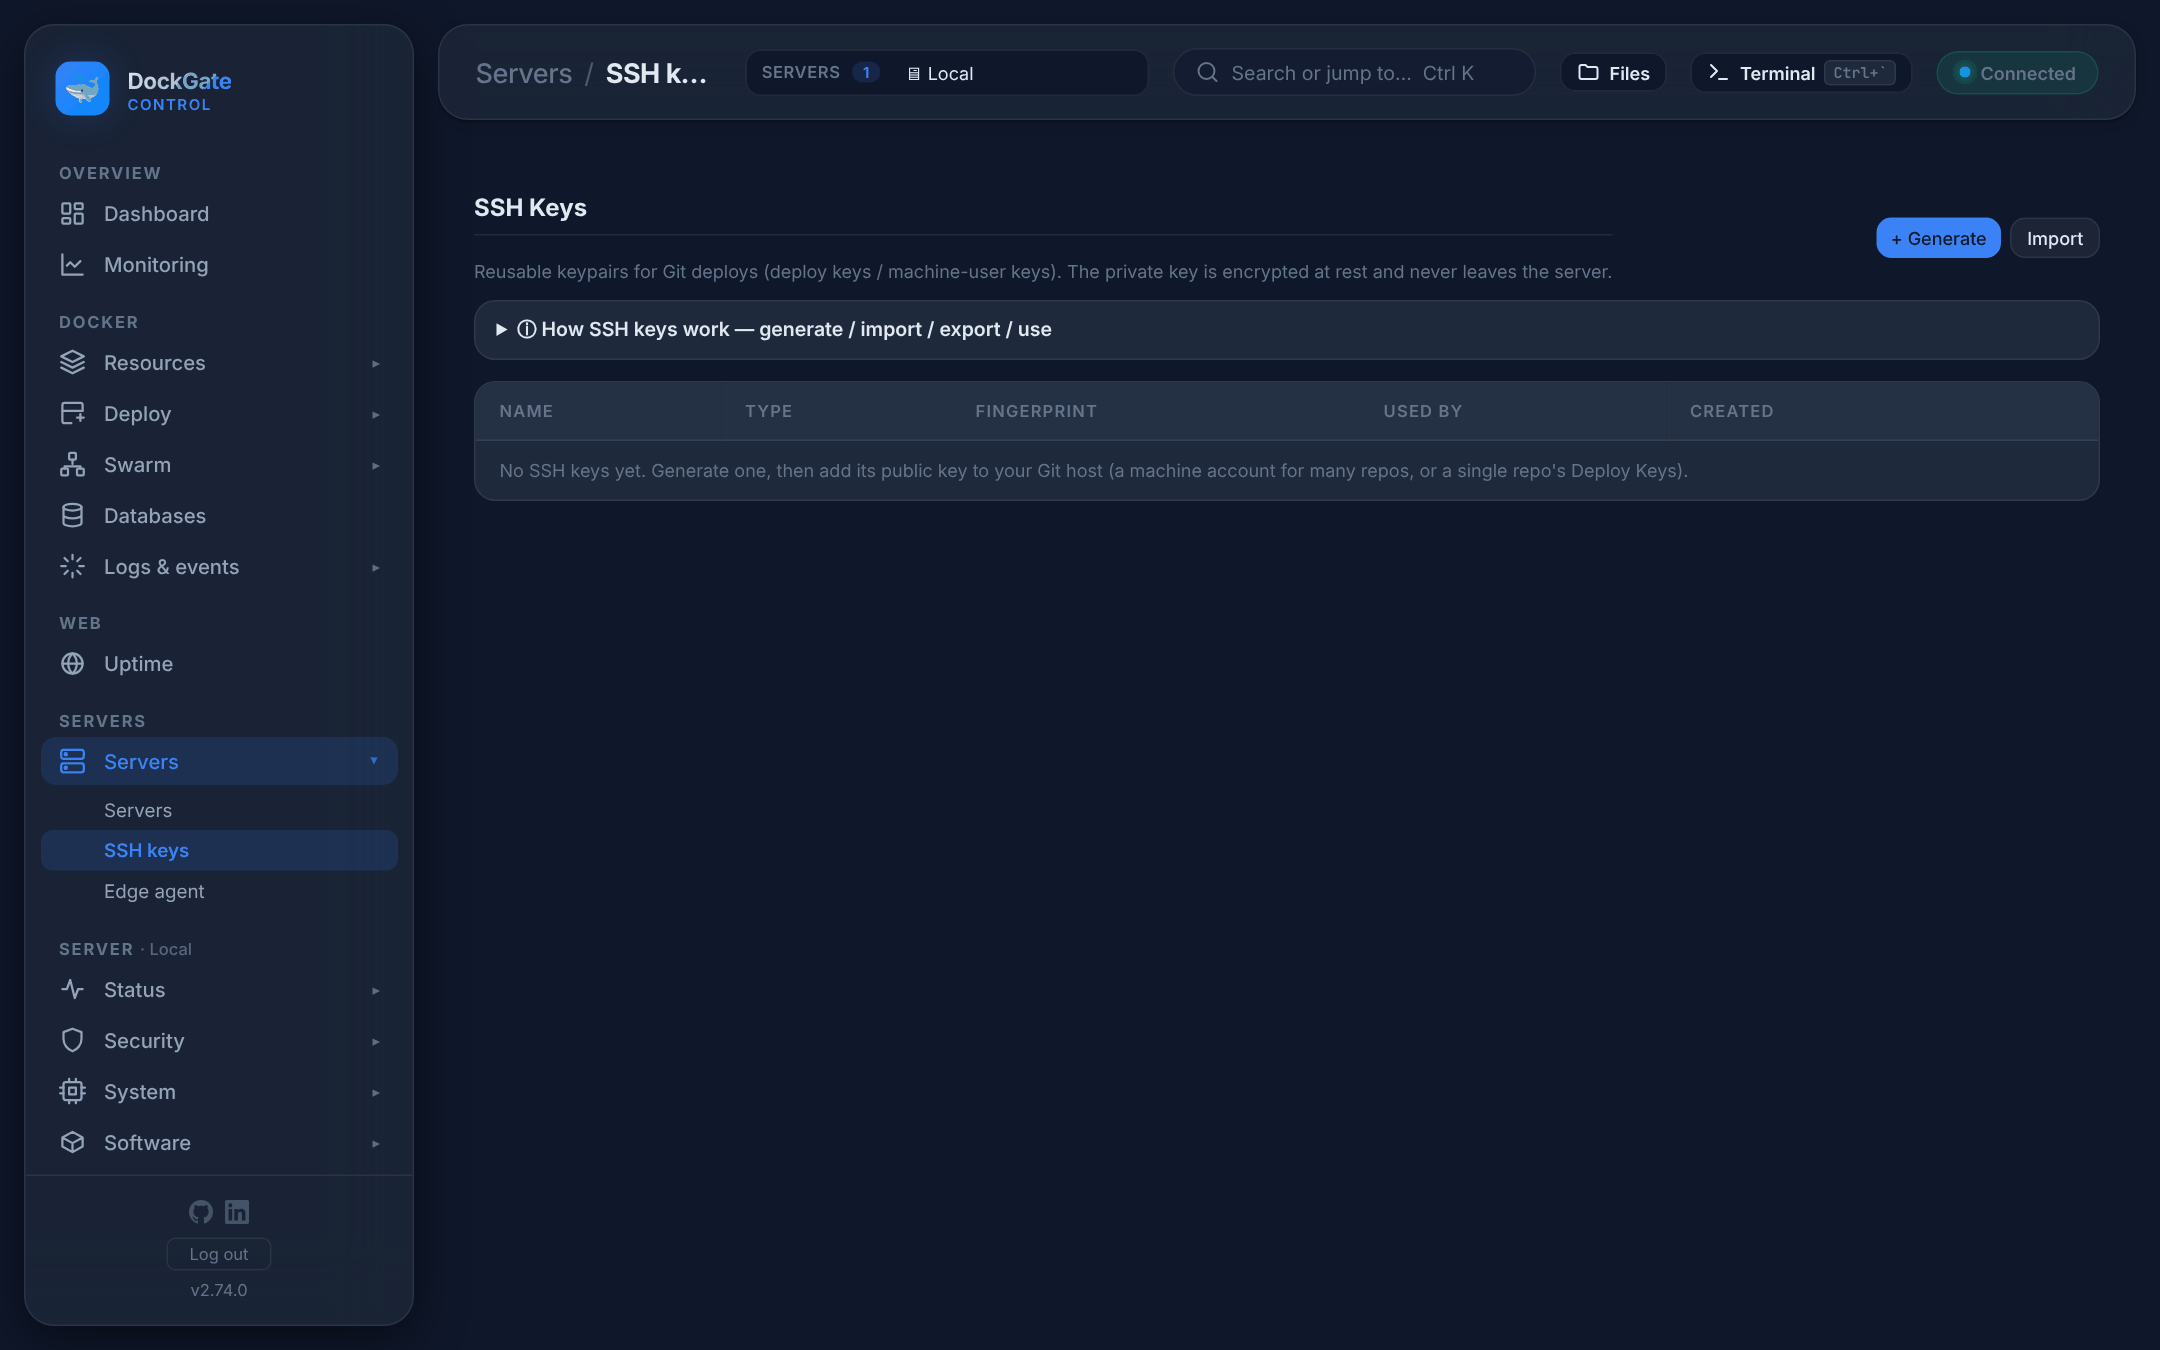 DockGate
CONTROL
OVERVIEW
Dashboard
Monitoring
DOCKER
Resources
Deploy
Swarm
Databases
Logs & events
WEB
Uptime
SERVERS
Servers
Servers
SSH keys
Edge agent
SERVER · Local
Status
Security
System
Software
Log out
v2.74.0
Servers / SSH k...
SERVERS 1 Local
Search or jump to... Ctrl K
Files
Terminal Ctrl+`
Connected
SSH Keys
+ Generate Import
Reusable keypairs for Git deploys (deploy keys / machine-user keys). The private key is encrypted at rest and never leaves the server.
▶ ⓘ How SSH keys work — generate / import / export / use
NAME TYPE FINGERPRINT USED BY CREATED
No SSH keys yet. Generate one, then add its public key to your Git host (a machine account for many repos, or a single repo's Deploy Keys).